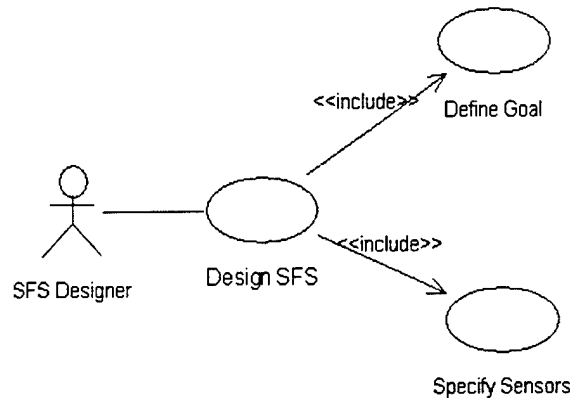 <<include>>
Define Goal
<<include>>
Design SFS
SFS Designer
Specify Sensors